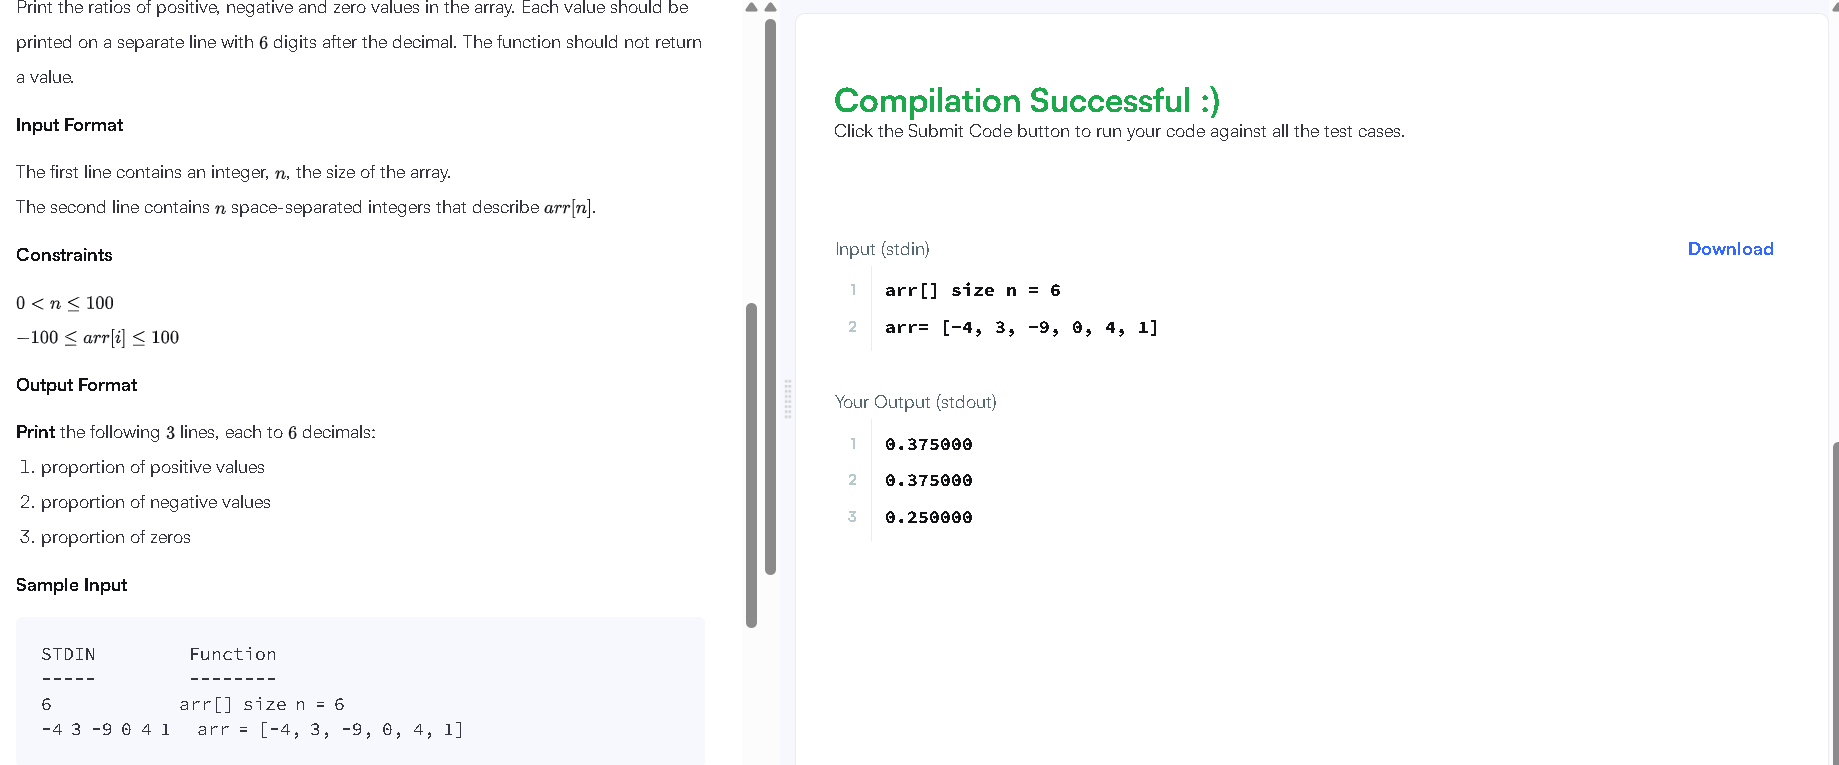 Print the ratios of positive, negative and zero values in the array. Each value should be
printed on a separate line with 6 digits after the decimal. The function should not return
a value.
Input Format
The first line contains an integer, n, the size of the array.
The second line contains n space-separated integers that describe arr[n].
Constraints
0 < n ≤ 100
−100 ≤ arr[i] ≤ 100
Output Format
Print the following 3 lines, each to 6 decimals:
1. proportion of positive values
2. proportion of negative values
3. proportion of zeros
Sample Input
STDIN Function
----- --------
6 arr[] size n = 6
-4 3 -9 0 4 1 arr = [-4, 3, -9, 0, 4, 1]
Compilation Successful :)
Click the Submit Code button to run your code against all the test cases.
Input (stdin) Download
1 arr[] size n = 6
2 arr= [-4, 3, -9, 0, 4, 1]
Your Output (stdout)
1 0.375000
2 0.375000
3 0.250000